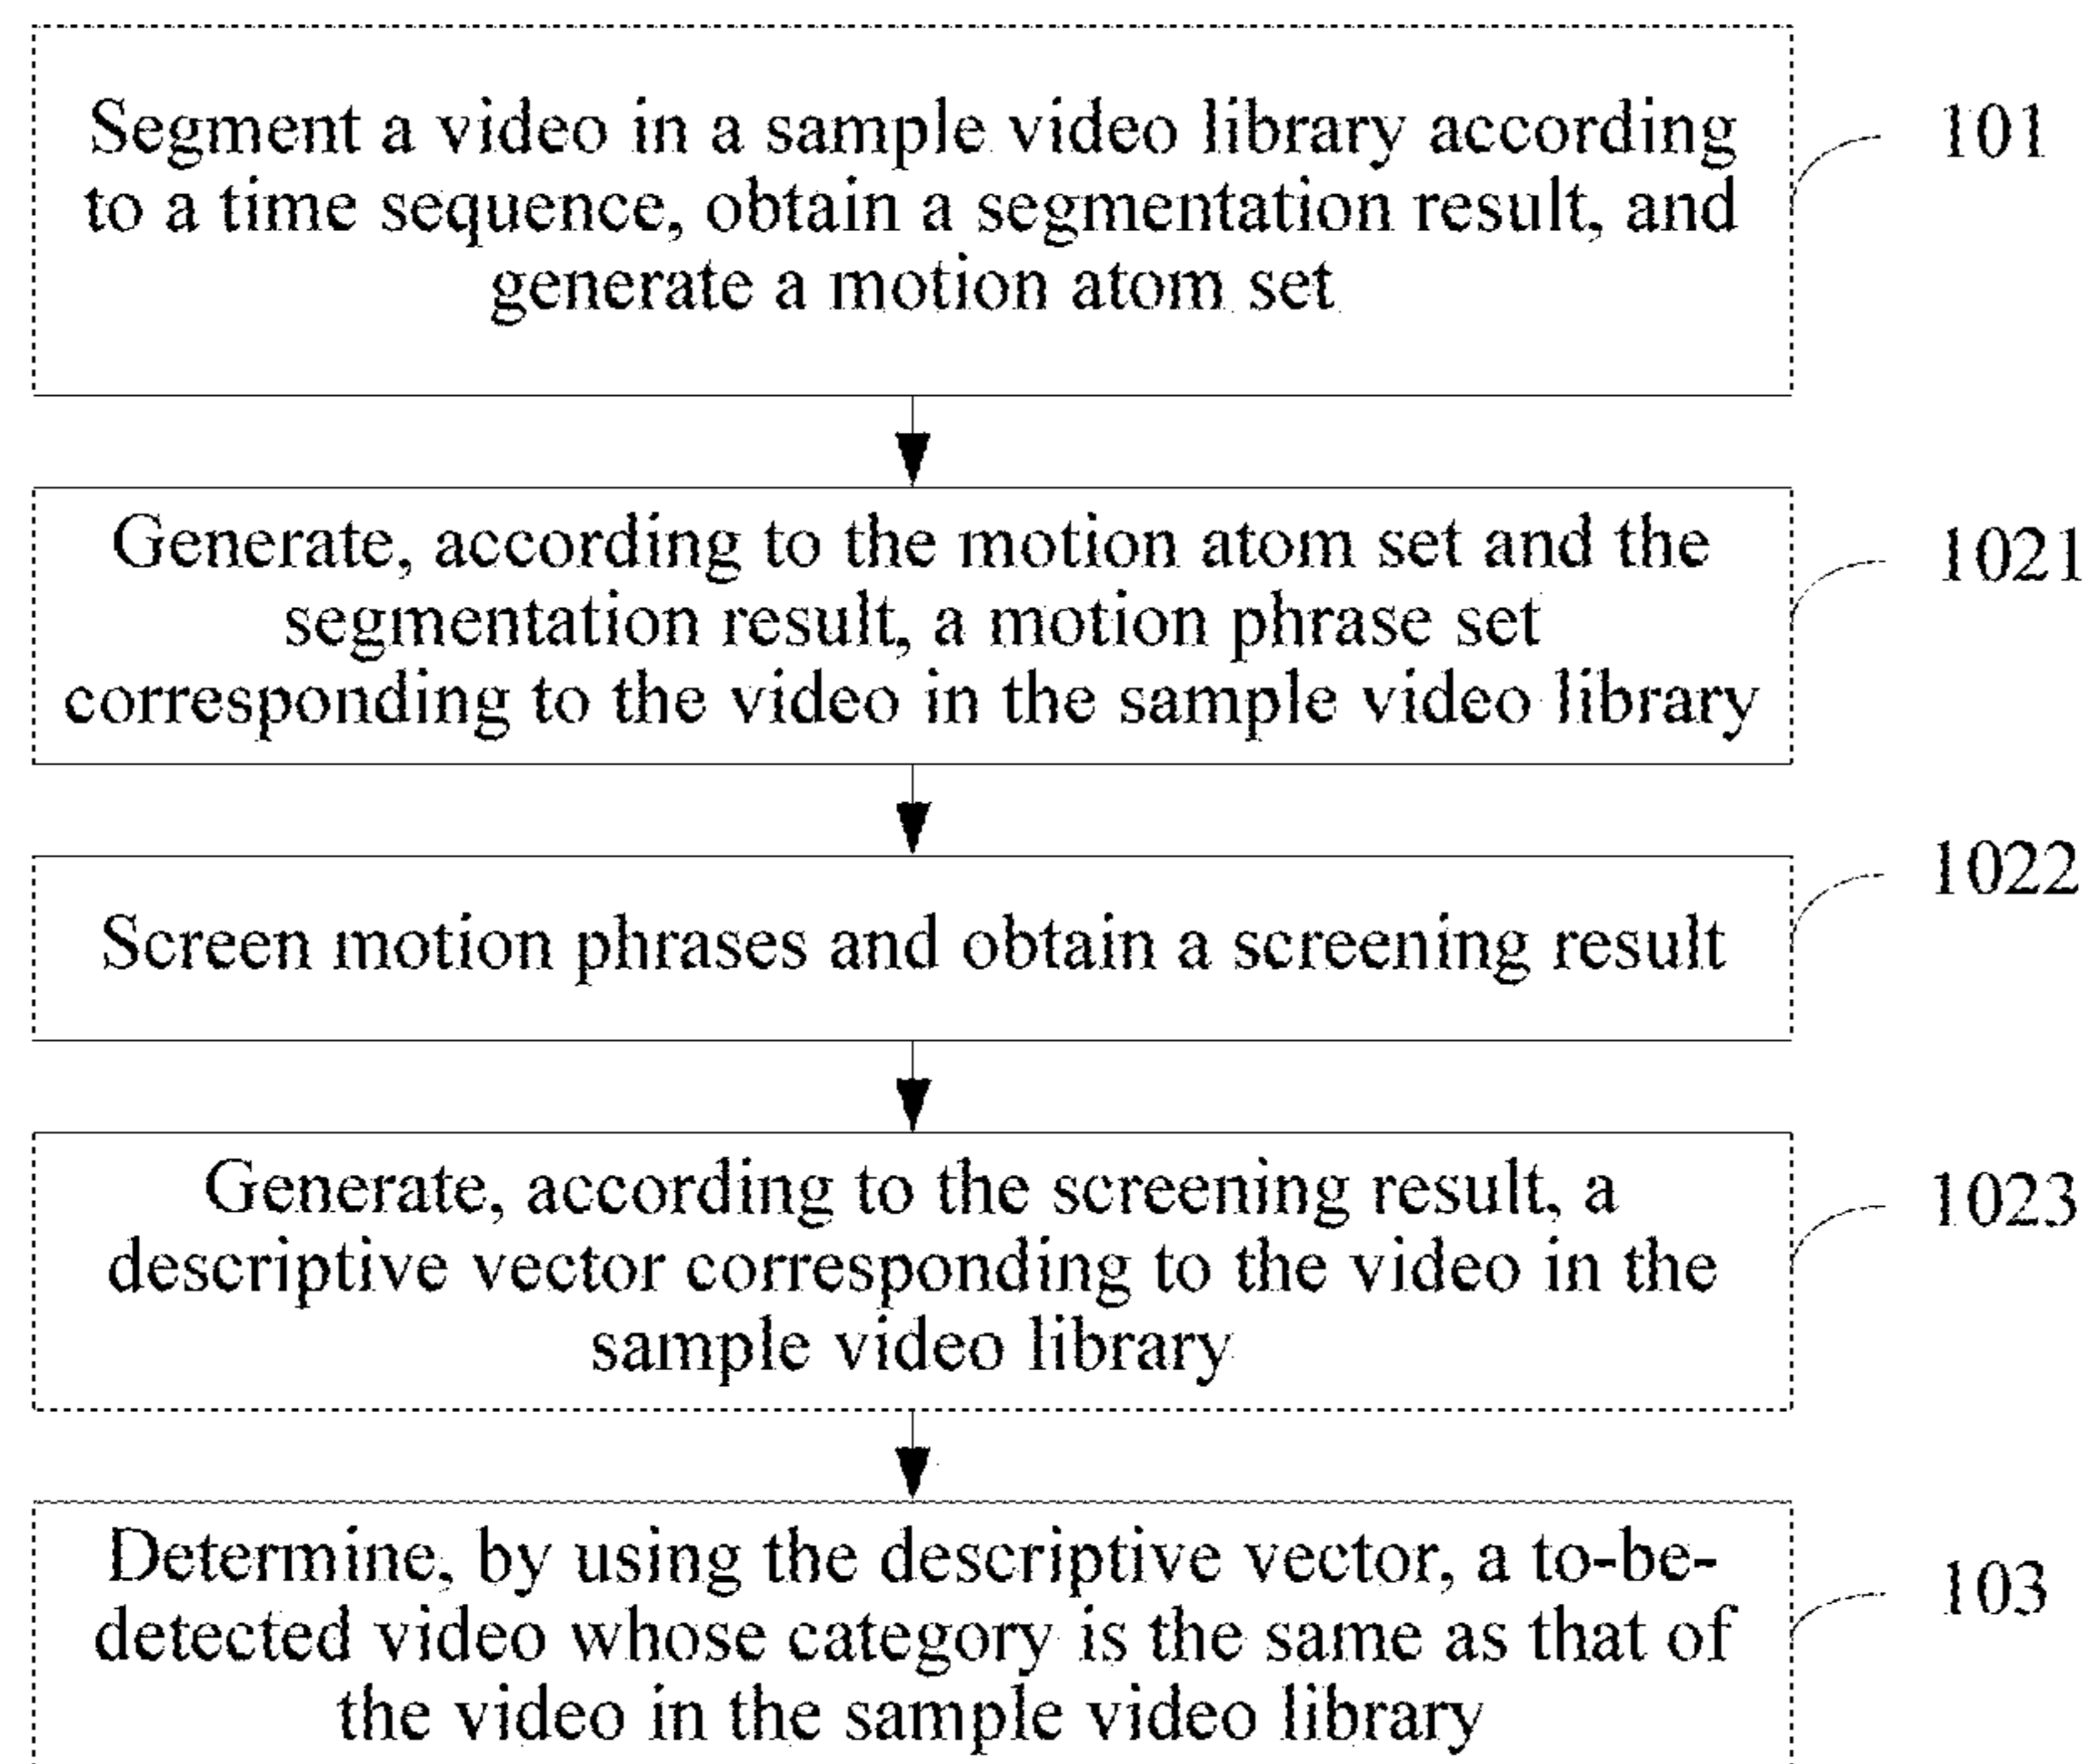 Segment a video in a sample video library according
to a time sequence, obtain a segmentation result, and
generate a motion atom set
101
Generate, according to the motion atom set and the
segmentation result, a motion phrase set
corresponding to the video in the sample video library
1021
Screen motion phrases and obtain a screening result
1022
Generate, according to the screening result, a
descriptive vector corresponding to the video in the
sample video library
1023
Determine, by using the descriptive vector, a to-be-
detected video whose category is the same as that of
the video in the sample video library
103